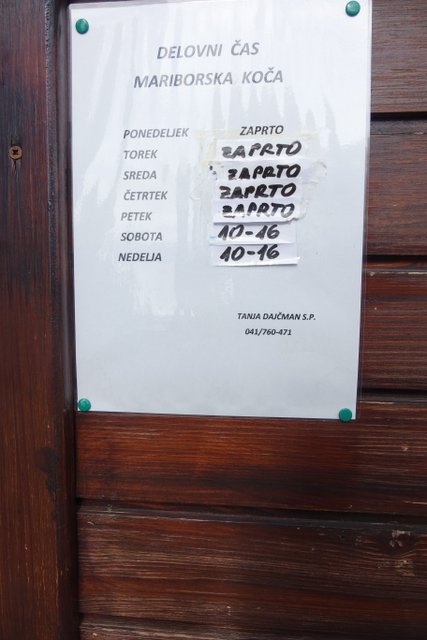 DELOVNI ČAS
MARIBORSKA KOČA
PONEDELJEK ZAPRTO
TOREK ZAPRTO
SREDA ZAPRTO
ČETRTEK ZAPRTO
PETEK ZAPRTO
SOBOTA 10-16
NEDELJA 10-16
TANJA DAJČMAN S.P.
041/760-471